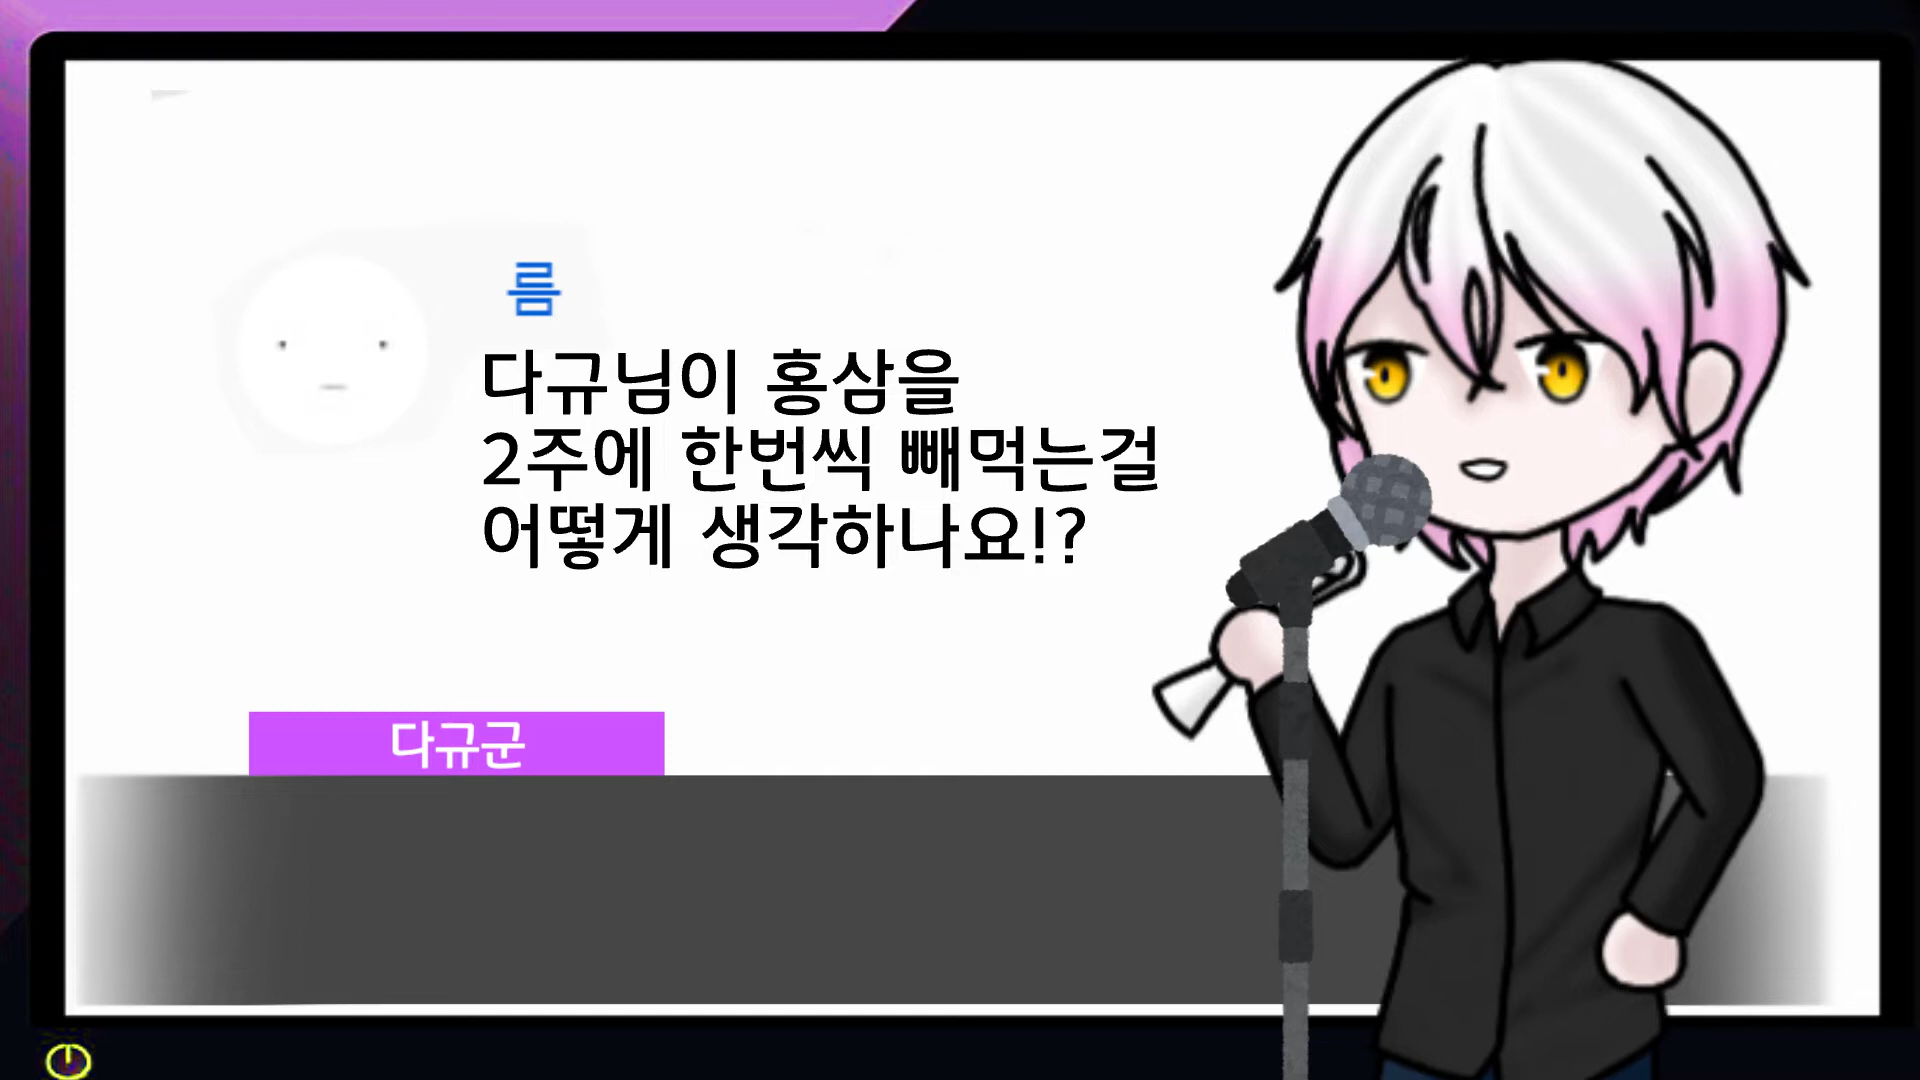 름
다규님이 홍삼을
2주에 한번씩 빼먹는걸
어떻게 생각하나요!?
다규군